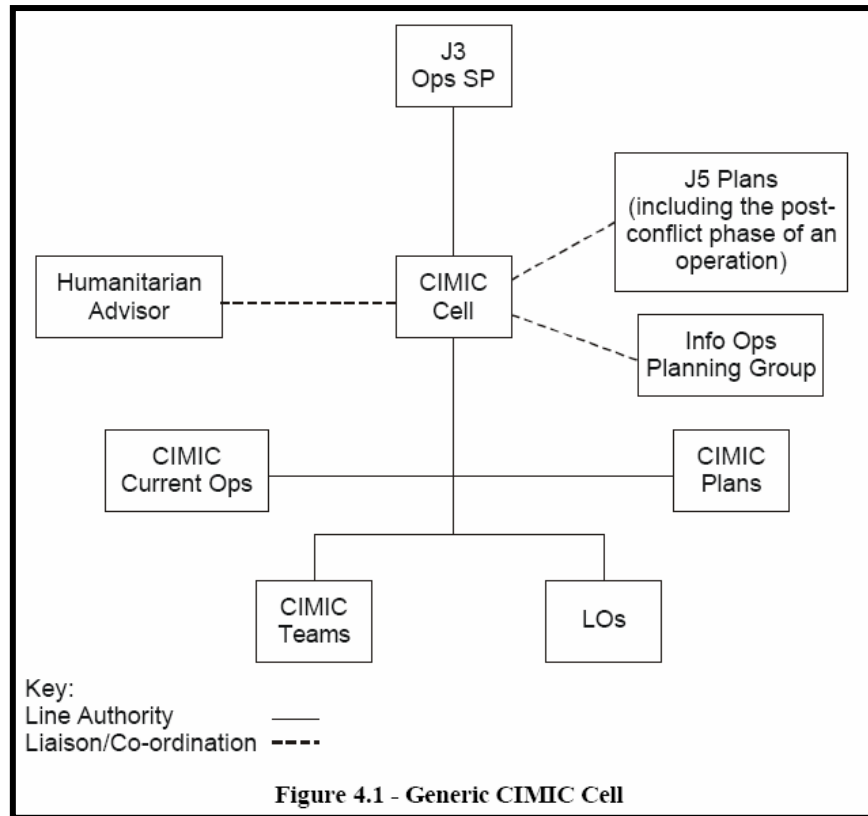 J3
Ops SP
J5 Plans
(including the post-
conflict phase of an
operation)
Humanitarian
Advisor
CIMIC
Cell
Info Ops
Planning Group
CIMIC
Current Ops
CIMIC
Plans
CIMIC
Teams
LOs
Key:
Line Authority
Liaison/Co-ordination
Figure 4.1 - Generic CIMIC Cell